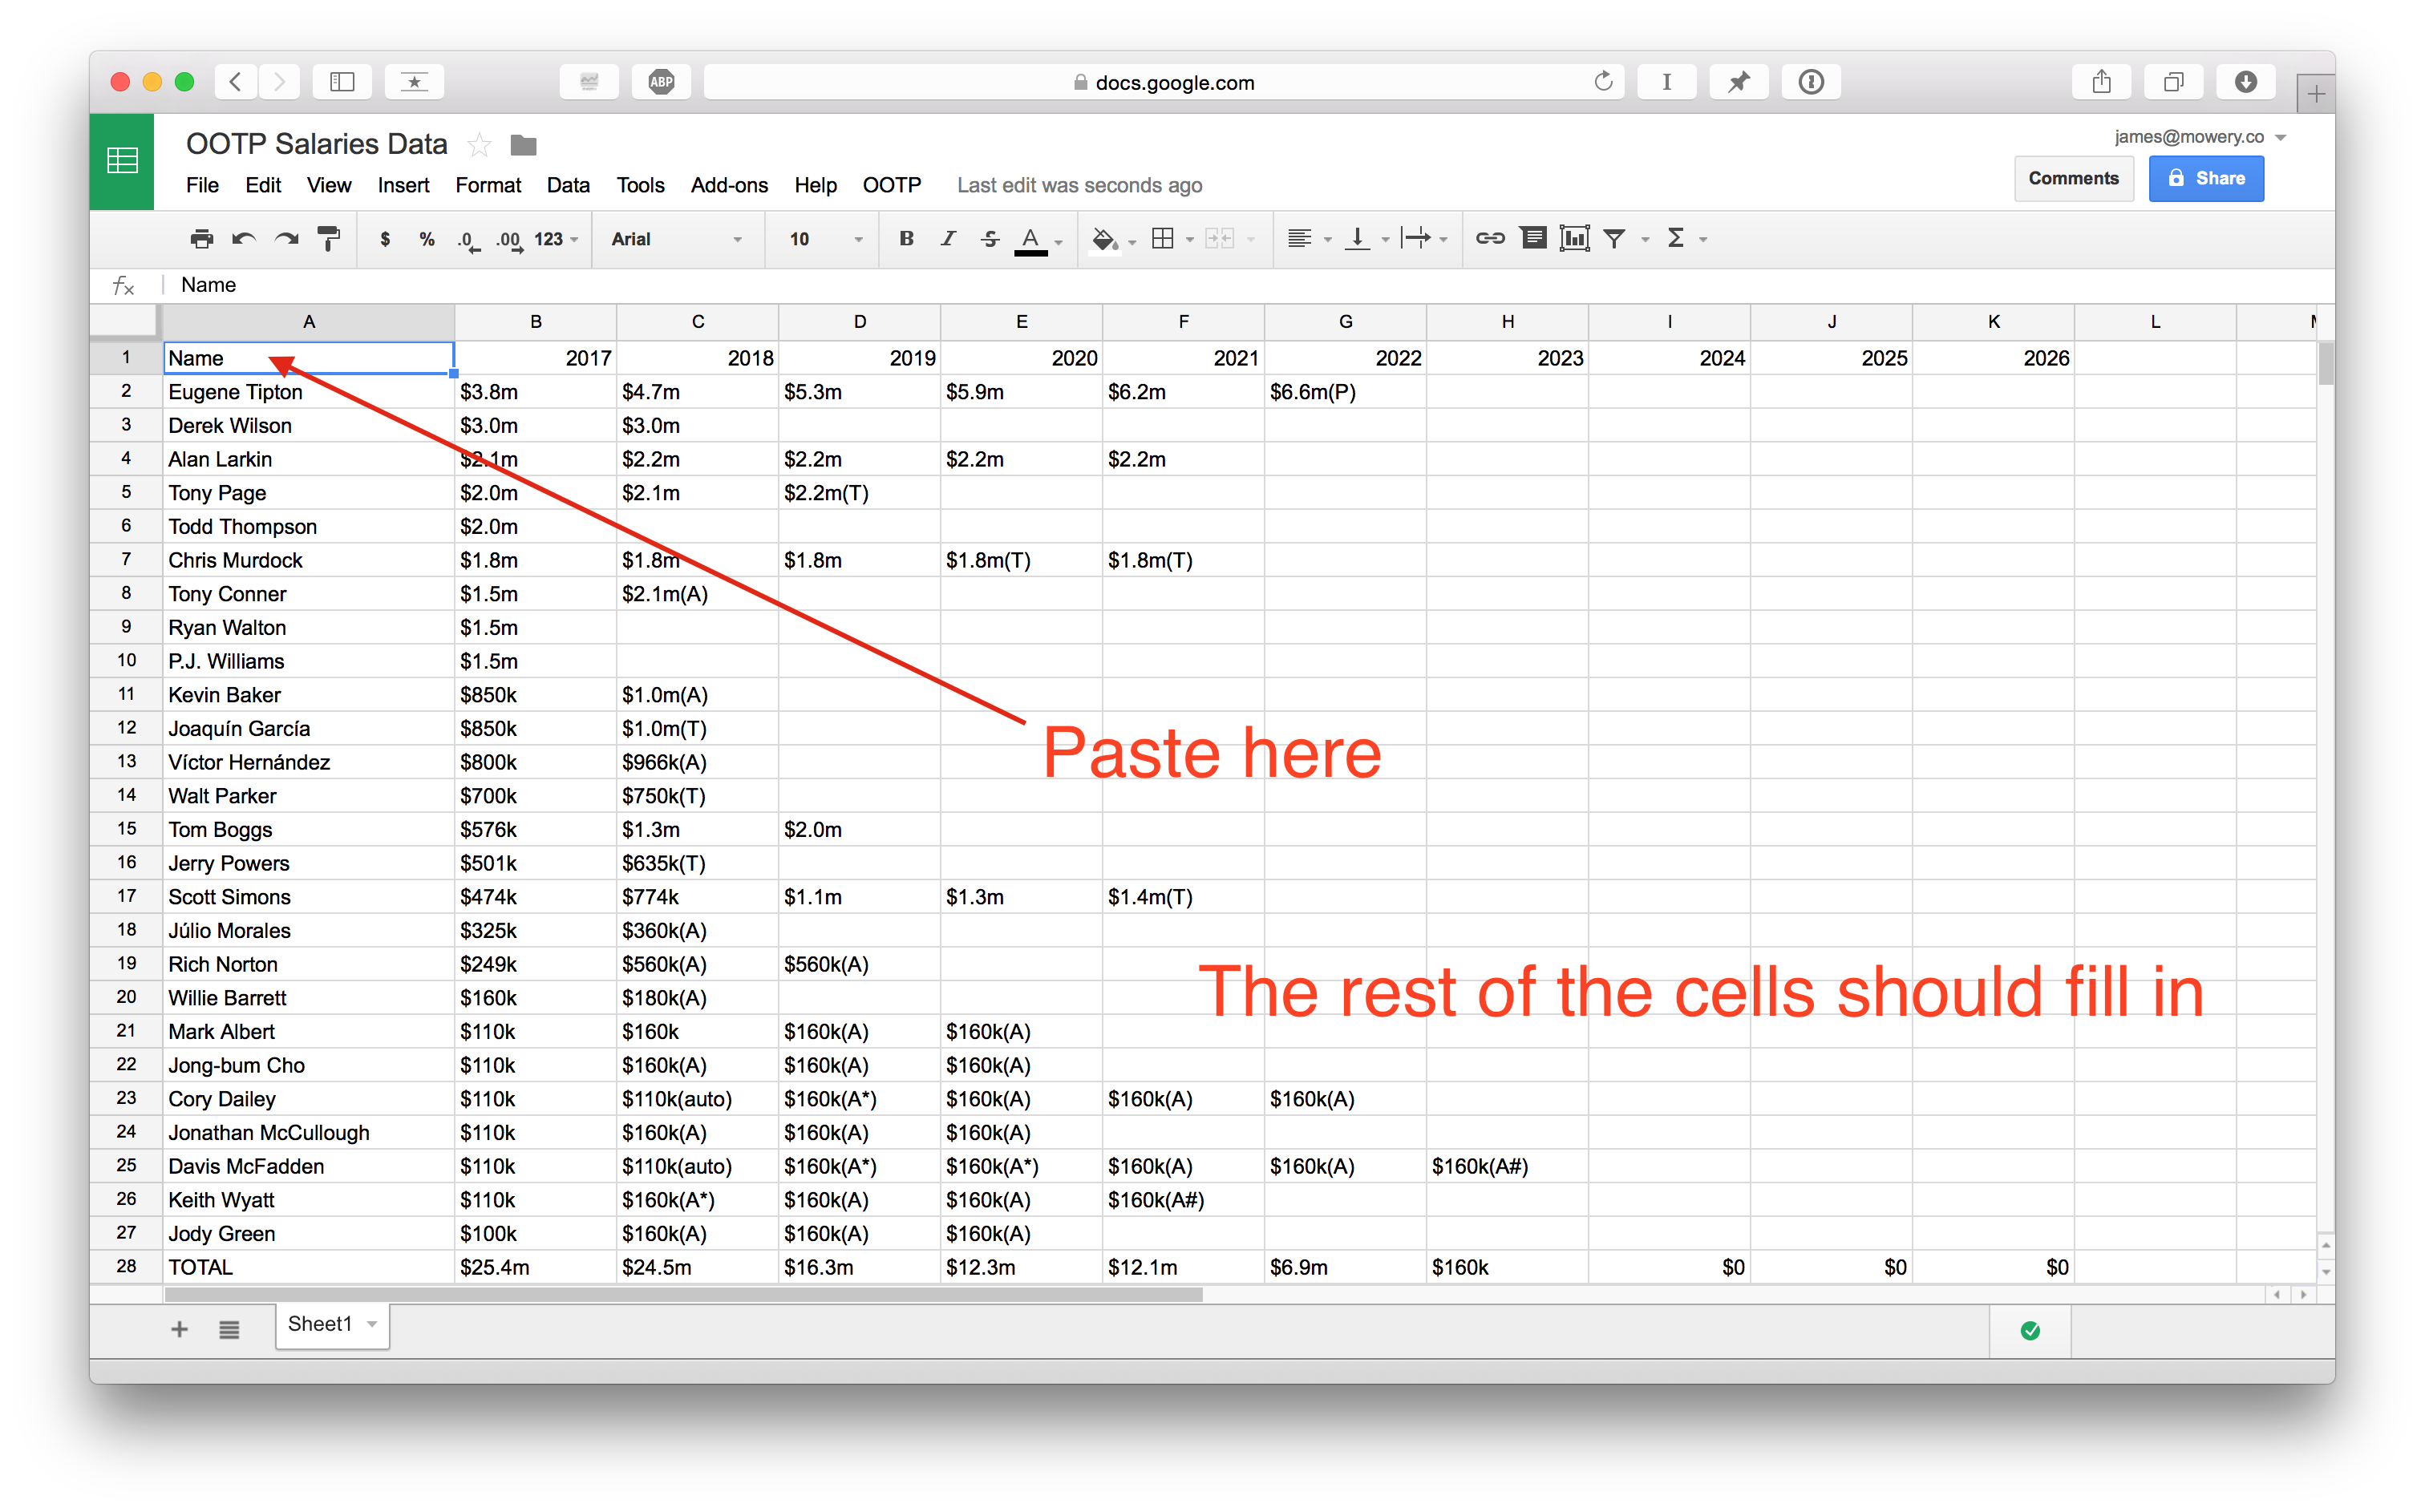 ABP
docs.google.com
OOTP Salaries Data
james@mowery.co
File Edit View Insert Format Data Tools Add-ons Help OOTP Last edit was seconds ago
Comments Share
$ % .0 .00 123 Arial 10 B I S A Σ
fx Name
A B C D E F G H I J K L
1 Name 2017 2018 2019 2020 2021 2022 2023 2024 2025 2026
2 Eugene Tipton $3.8m $4.7m $5.3m $5.9m $6.2m $6.6m(P)
3 Derek Wilson $3.0m $3.0m
4 Alan Larkin $2.1m $2.2m $2.2m $2.2m $2.2m
5 Tony Page $2.0m $2.1m $2.2m(T)
6 Todd Thompson $2.0m
7 Chris Murdock $1.8m $1.8m $1.8m $1.8m(T) $1.8m(T)
8 Tony Conner $1.5m $2.1m(A)
9 Ryan Walton $1.5m
10 P.J. Williams $1.5m
11 Kevin Baker $850k $1.0m(A)
12 Joaquín García $850k $1.0m(T)
Paste here
13 Víctor Hernández $800k $966k(A)
14 Walt Parker $700k $750k(T)
15 Tom Boggs $576k $1.3m $2.0m
16 Jerry Powers $501k $635k(T)
17 Scott Simons $474k $774k $1.1m $1.3m $1.4m(T)
18 Júlio Morales $325k $360k(A)
19 Rich Norton $249k $560k(A) $560k(A)
The rest of the cells should fill in
20 Willie Barrett $160k $180k(A)
21 Mark Albert $110k $160k $160k(A) $160k(A)
22 Jong-bum Cho $110k $160k(A) $160k(A) $160k(A)
23 Cory Dailey $110k $110k(auto) $160k(A*) $160k(A) $160k(A) $160k(A)
24 Jonathan McCullough $110k $160k(A) $160k(A) $160k(A)
25 Davis McFadden $110k $110k(auto) $160k(A*) $160k(A*) $160k(A) $160k(A) $160k(A#)
26 Keith Wyatt $110k $160k(A*) $160k(A) $160k(A) $160k(A#)
27 Jody Green $100k $160k(A) $160k(A) $160k(A)
28 TOTAL $25.4m $24.5m $16.3m $12.3m $12.1m $6.9m $160k $0 $0 $0
Sheet1